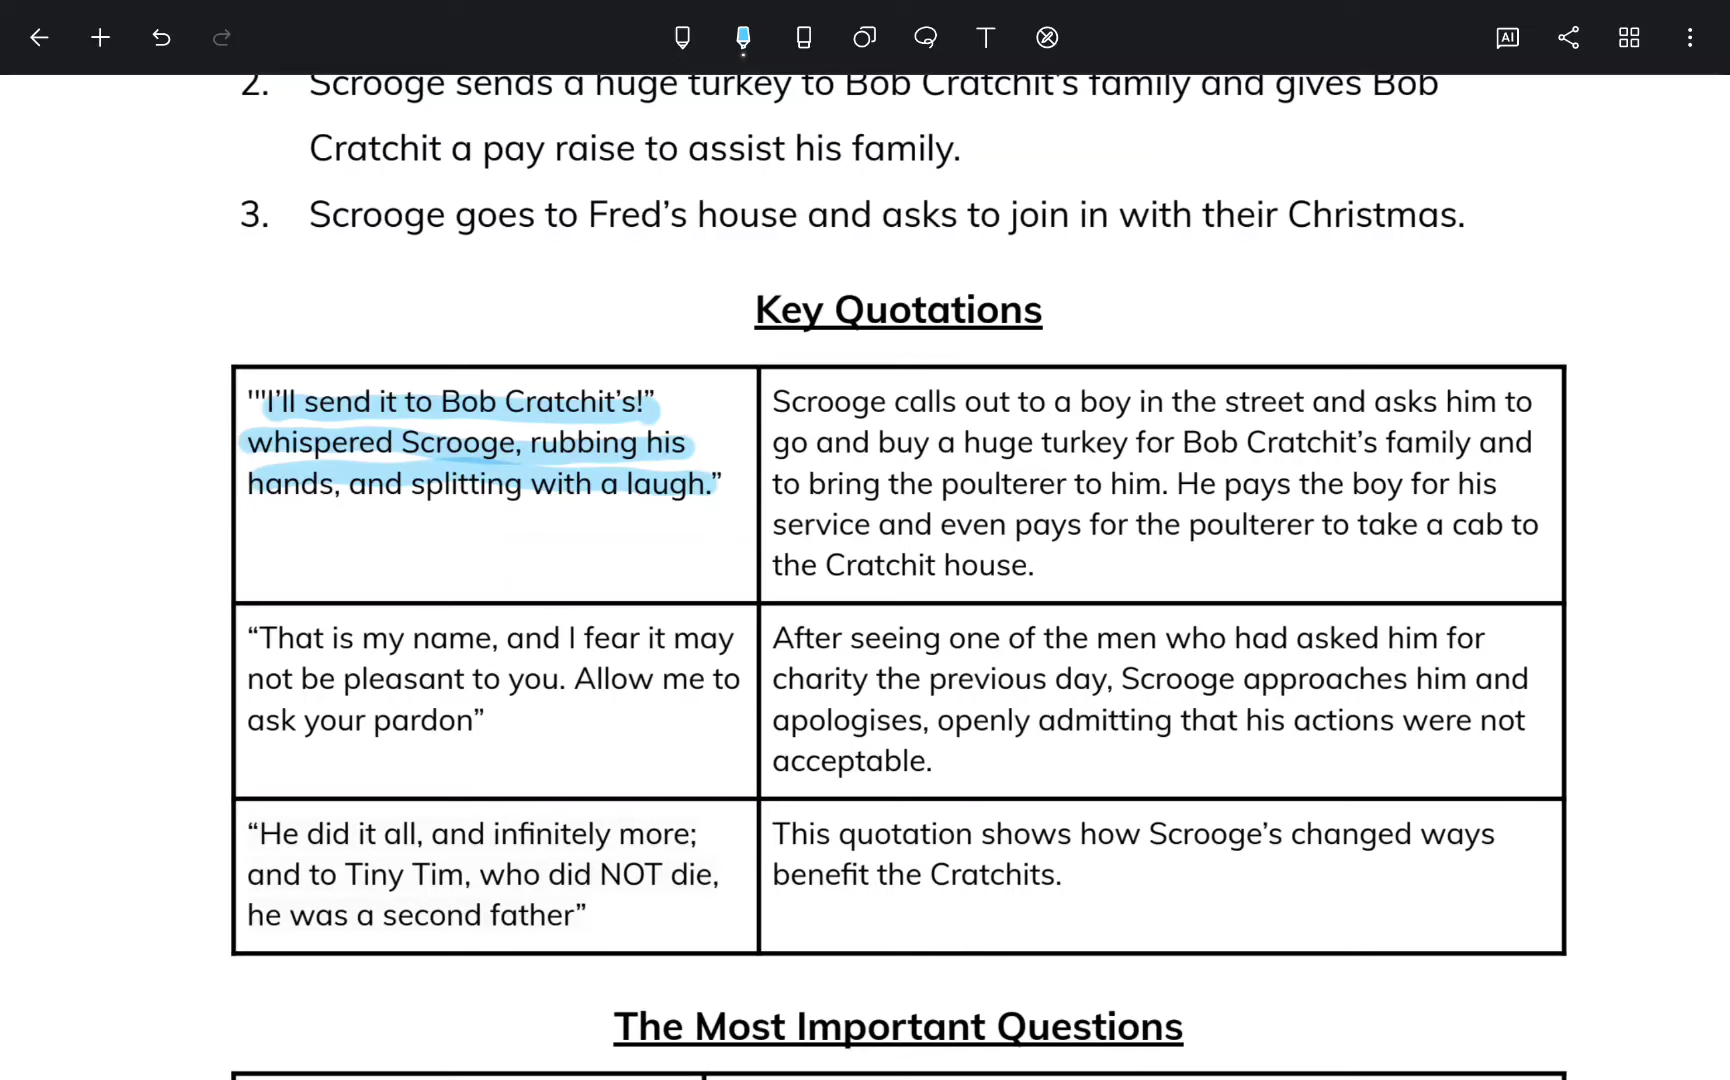 AI
2. Scrooge sends a huge turkey to Bob Cratchit’s family and gives Bob
Cratchit a pay raise to assist his family.
3. Scrooge goes to Fred’s house and asks to join in with their Christmas.
Key Quotations
'"I’ll send it to Bob Cratchit’s!”
whispered Scrooge, rubbing his
hands, and splitting with a laugh.”
Scrooge calls out to a boy in the street and asks him to
go and buy a huge turkey for Bob Cratchit’s family and
to bring the poulterer to him. He pays the boy for his
service and even pays for the poulterer to take a cab to
the Cratchit house.
“That is my name, and I fear it may
not be pleasant to you. Allow me to
ask your pardon”
After seeing one of the men who had asked him for
charity the previous day, Scrooge approaches him and
apologises, openly admitting that his actions were not
acceptable.
“He did it all, and infinitely more;
and to Tiny Tim, who did NOT die,
he was a second father”
This quotation shows how Scrooge’s changed ways
benefit the Cratchits.
The Most Important Questions